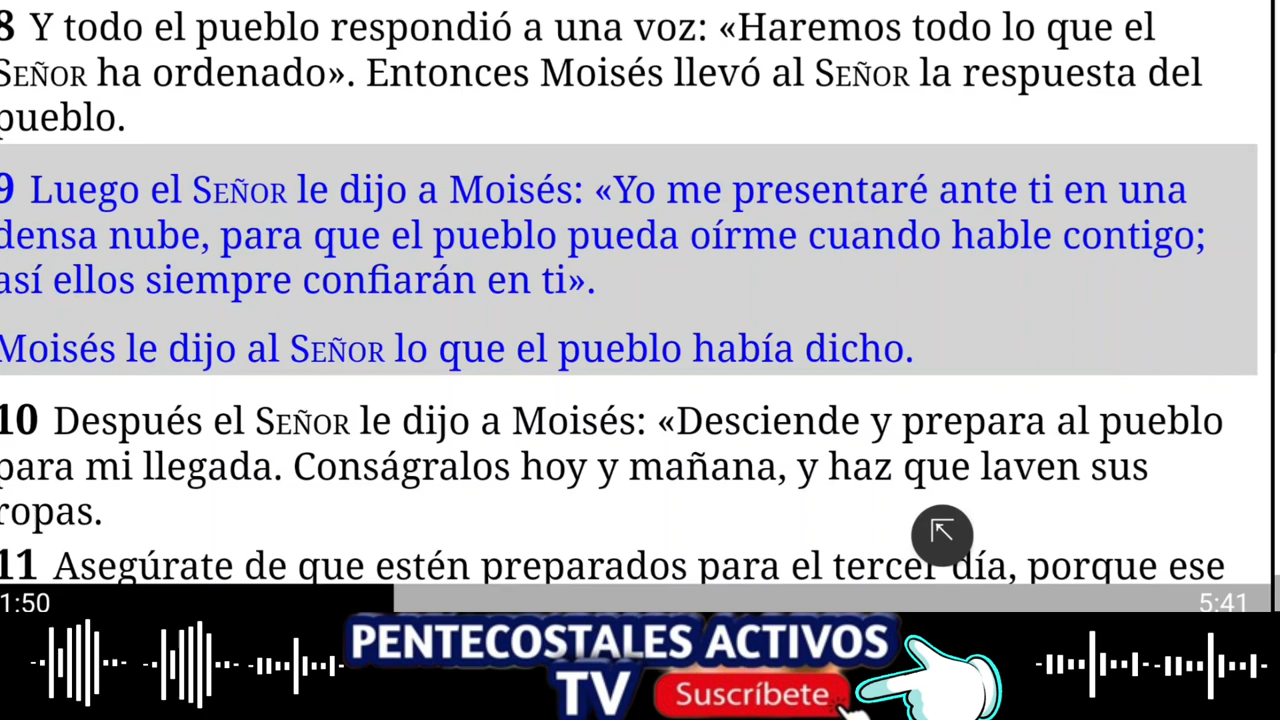 8 Y todo el pueblo respondió a una voz: «Haremos todo lo que el
SEÑOR ha ordenado». Entonces Moisés llevó al SEÑOR la respuesta del
pueblo.
9 Luego el SEÑOR le dijo a Moisés: «Yo me presentaré ante ti en una
densa nube, para que el pueblo pueda oírme cuando hable contigo;
así ellos siempre confiarán en ti».
Moisés le dijo al SEÑOR lo que el pueblo había dicho.
10 Después el SEÑOR le dijo a Moisés: «Desciende y prepara al pueblo
para mi llegada. Conságralos hoy y mañana, y haz que laven sus
ropas.
11 Asegúrate de que estén preparados para el tercer día, porque ese
1:50 5:41
PENTECOSTALES ACTIVOS
TV Suscríbete